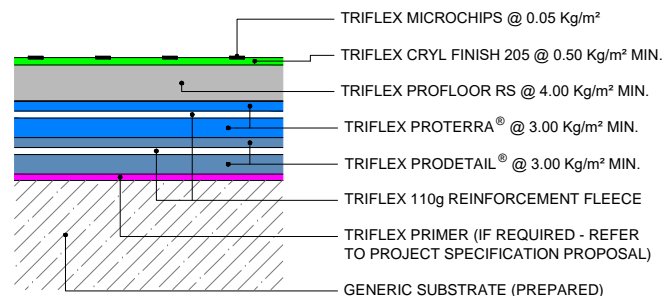 TRIFLEX MICROCHIPS @ 0.05 Kg/m²
TRIFLEX CRYL FINISH 205 @ 0.50 Kg/m² MIN.
TRIFLEX PROFLOOR RS @ 4.00 Kg/m² MIN.
TRIFLEX PROTERRA® @ 3.00 Kg/m² MIN.
TRIFLEX PRODETAIL® @ 3.00 Kg/m² MIN.
TRIFLEX 110g REINFORCEMENT FLEECE
TRIFLEX PRIMER (IF REQUIRED - REFER
TO PROJECT SPECIFICATION PROPOSAL)
GENERIC SUBSTRATE (PREPARED)